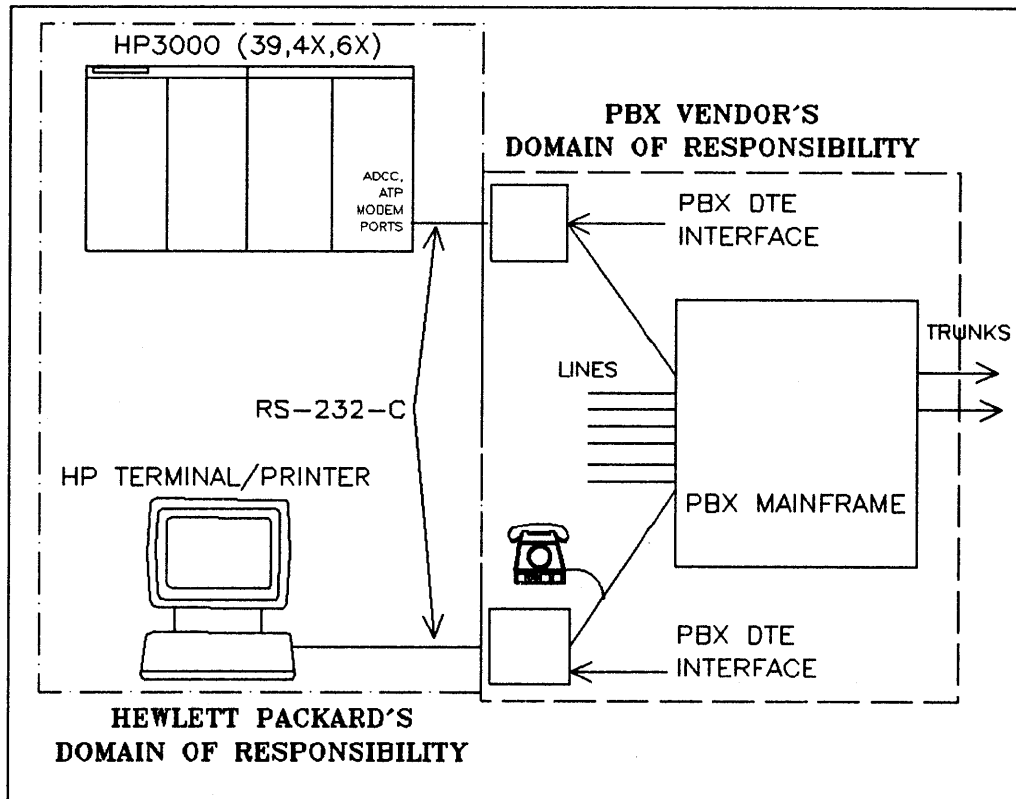 HP3000 (39,4X,6X)
ADCC,
ATP
MODEM
PORTS
PBX VENDOR'S
DOMAIN OF RESPONSIBILITY
PBX DTE
INTERFACE
TRUNKS
LINES
RS-232-C
HP TERMINAL/PRINTER
PBX MAINFRAME
PBX DTE
INTERFACE
HEWLETT PACKARD'S
DOMAIN OF RESPONSIBILITY